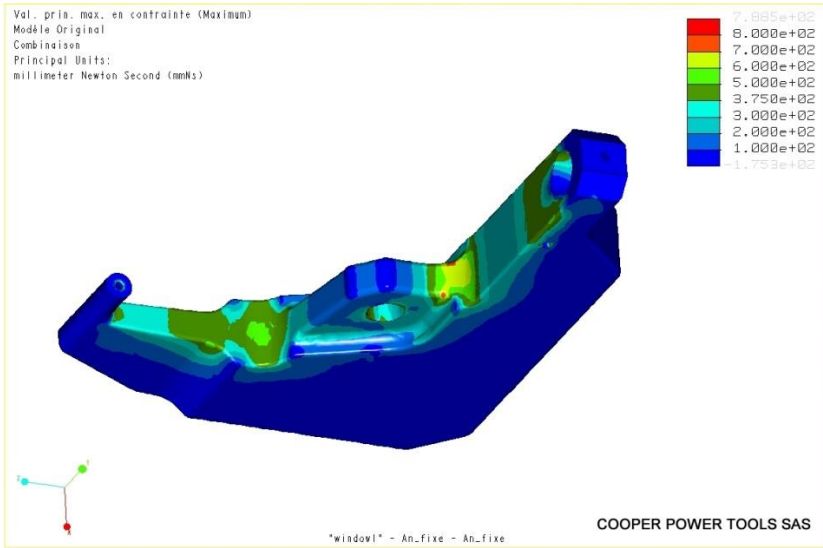 Val. prin. max. en contrainte (Maximum)
Modèle Original
Combinaison
Principal Units:
millimeter Newton Second (mmNs)
7.885e+02
8.000e+02
7.000e+02
6.000e+02
5.000e+02
3.750e+02
3.000e+02
2.000e+02
1.000e+02
-1.753e+02
COOPER POWER TOOLS SAS
"window1" - An_fixe - An_fixe